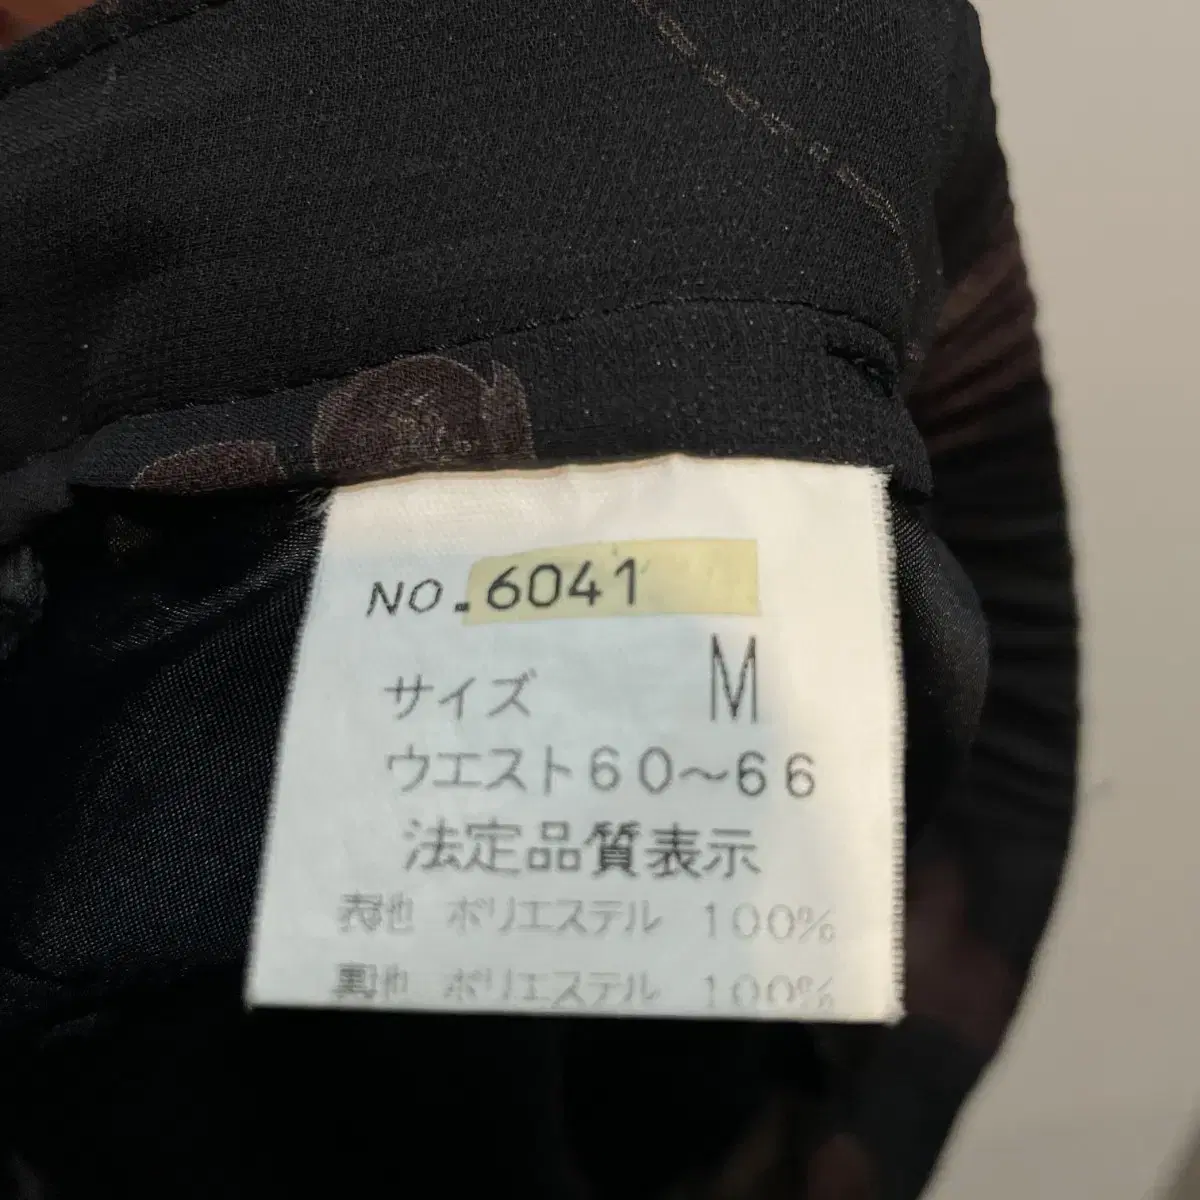 NO.6041
サイズ M
ウエスト60～66
法定品質表示
表地 ポリエステル 100%
裏地 ポリエステル 100%